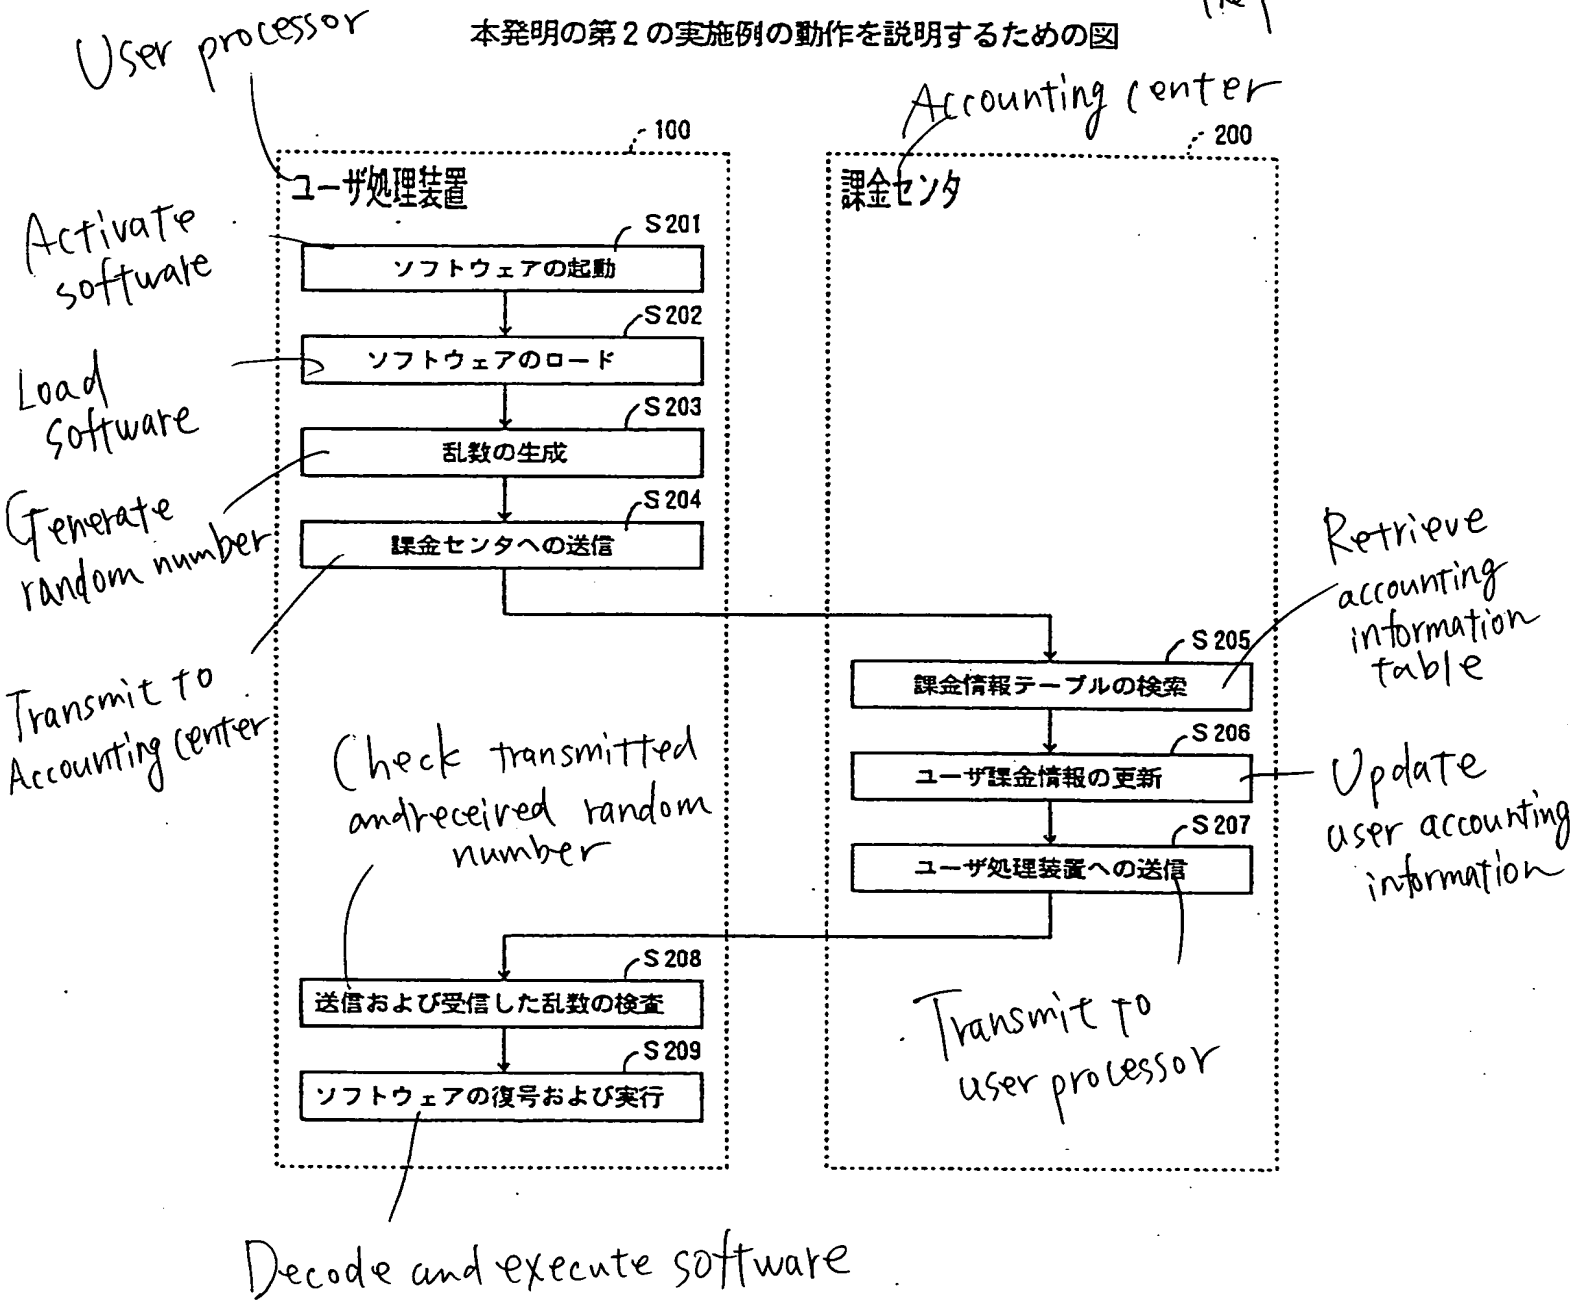 本発明の第2の実施例の動作を説明するための図
User processor
Accounting center
100
200
ユーザ処理装置
課金センタ
Activate
software
S201
ソフトウェアの起動
Load
software
S202
ソフトウェアのロード
Generate
random number
S203
乱数の生成
S204
課金センタへの送信
Transmit to
Accounting center
Retrieve
accounting
information
table
S205
課金情報テーブルの検索
S206
ユーザ課金情報の更新
Update
user accounting
information
S207
ユーザ処理装置への送信
Transmit to
user processor
Check transmitted
and received random
number
S208
送信および受信した乱数の検査
S209
ソフトウェアの復号および実行
Decode and execute software